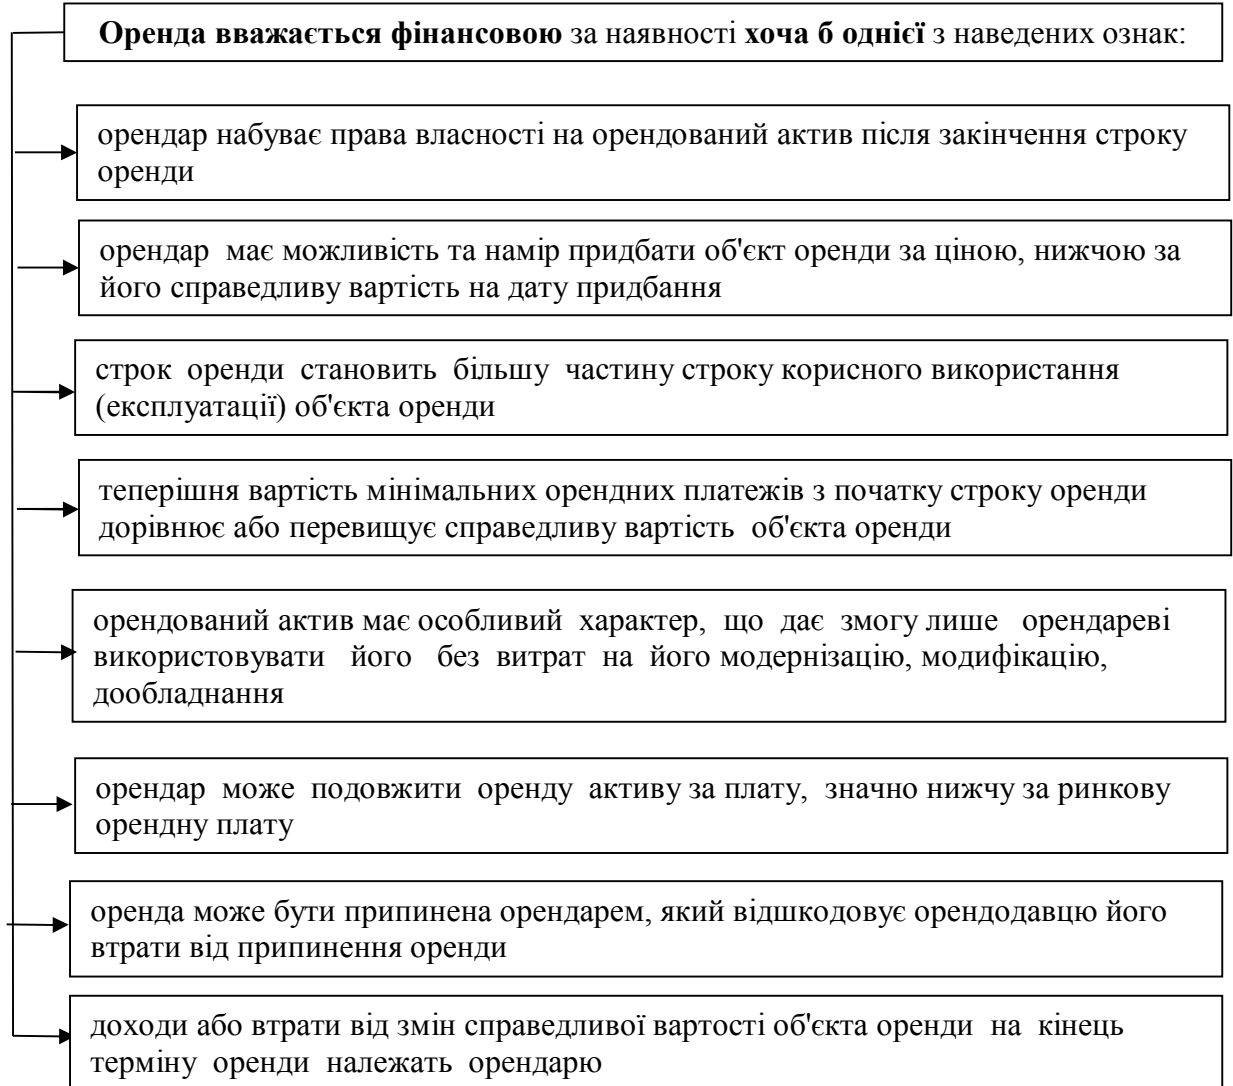 Оренда вважається фінансовою за наявності хоча б однієї з наведених ознак:
орендар набуває права власності на орендований актив після закінчення строку
оренди
орендар має можливість та намір придбати об'єкт оренди за ціною, нижчою за
його справедливу вартість на дату придбання
строк оренди становить більшу частину строку корисного використання
(експлуатації) об'єкта оренди
теперішня вартість мінімальних орендних платежів з початку строку оренди
дорівнює або перевищує справедливу вартість об'єкта оренди
орендований актив має особливий характер, що дає змогу лише орендареві
використовувати його без витрат на його модернізацію, модифікацію,
дообладнання
орендар може подовжити оренду активу за плату, значно нижчу за ринкову
орендну плату
оренда може бути припинена орендарем, який відшкодовує орендодавцю його
втрати від припинення оренди
доходи або втрати від змін справедливої вартості об'єкта оренди на кінець
терміну оренди належать орендарю